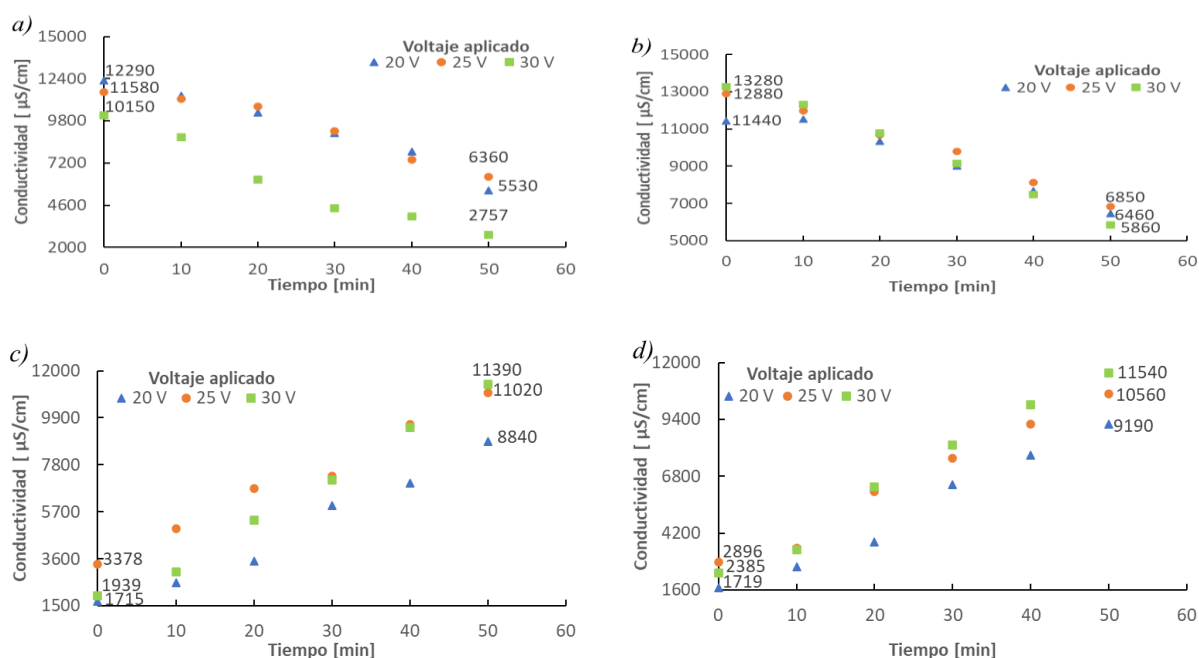 a)
Voltaje aplicado
20 V 25 V 30 V
Conductividad [ µS/cm]
15000
12400
9800
7200
4600
2000
12290
11580
10150
6360
5530
2757
0 10 20 30 40 50 60
Tiempo [min]
b)
Voltaje aplicado
20 V 25 V 30 V
Conductividad [ µS/cm]
15000
13000
11000
9000
7000
5000
13280
12880
11440
6850
6460
5860
0 10 20 30 40 50 60
Tiempo [min]
c)
Voltaje aplicado
20 V 25 V 30 V
Conductividad [ µS/cm]
12000
9900
7800
5700
3600
1500
3378
1939
1715
11390
11020
8840
0 10 20 30 40 50 60
Tiempo [min]
d)
Voltaje aplicado
20 V 25 V 30 V
Conductividad [ µS/cm]
12000
9400
6800
4200
1600
2896
2385
1719
11540
10560
9190
0 10 20 30 40 50 60
Tiempo [min]